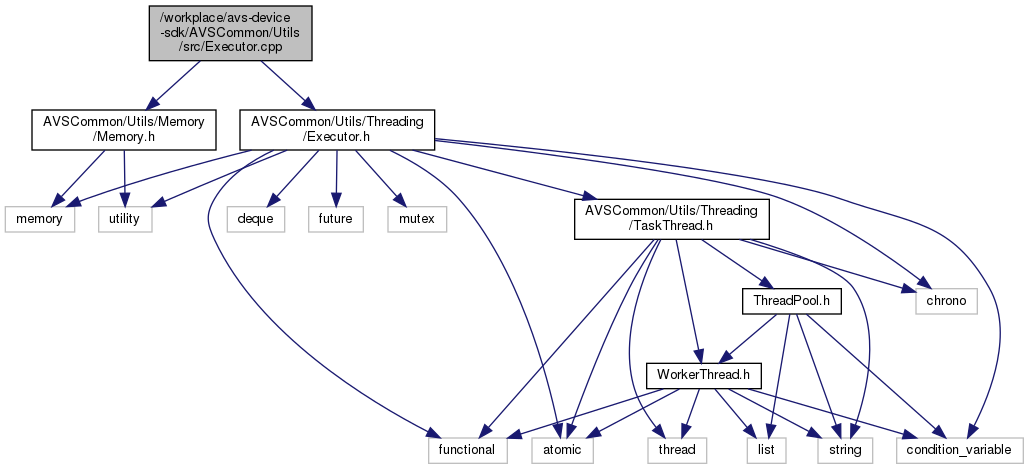 /workplace/avs-device
-sdk/AVSCommon/Utils
/src/Executor.cpp
AVSCommon/Utils/Memory
/Memory.h
AVSCommon/Utils/Threading
/Executor.h
memory
utility
deque
future
mutex
AVSCommon/Utils/Threading
/TaskThread.h
ThreadPool.h
chrono
WorkerThread.h
functional
atomic
thread
list
string
condition_variable